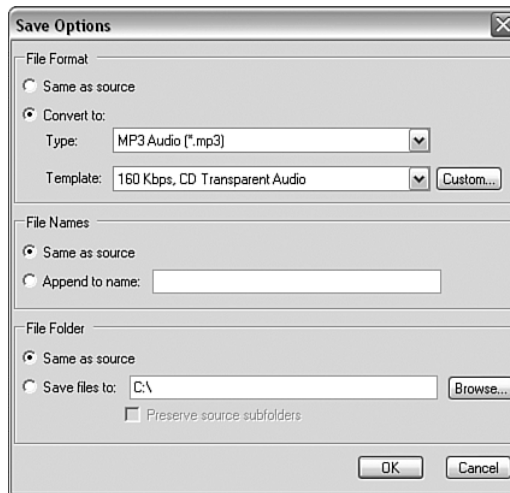 Save Options
File Format
Same as source
Convert to:
Type: MP3 Audio (*.mp3)
Template: 160 Kbps, CD Transparent Audio Custom...
File Names
Same as source
Append to name:
File Folder
Same as source
Save files to: C:\ Browse...
Preserve source subfolders
OK Cancel